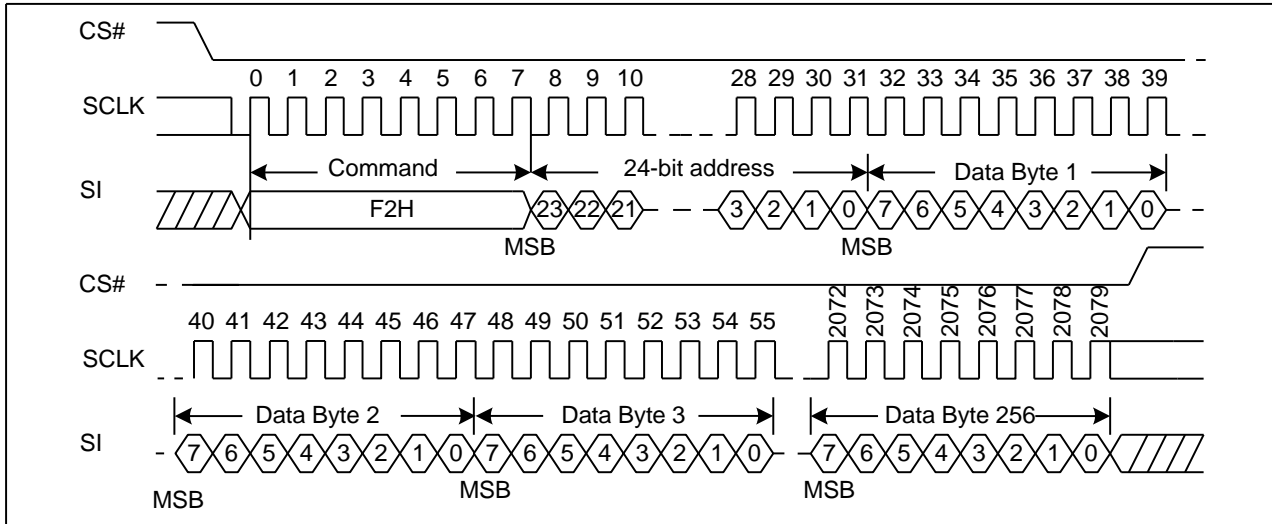 CS#
0 1 2 3 4 5 6 7 8 9 10 28 29 30 31 32 33 34 35 36 37 38 39
SCLK
Command 24-bit address Data Byte 1
SI
F2H 23 22 21 3 2 1 0 7 6 5 4 3 2 1 0
MSB MSB
CS#
40 41 42 43 44 45 46 47 48 49 50 51 52 53 54 55 2072 2073 2074 2075 2076 2077 2078 2079
SCLK
Data Byte 2 Data Byte 3 Data Byte 256
SI
7 6 5 4 3 2 1 0 7 6 5 4 3 2 1 0 7 6 5 4 3 2 1 0
MSB MSB MSB